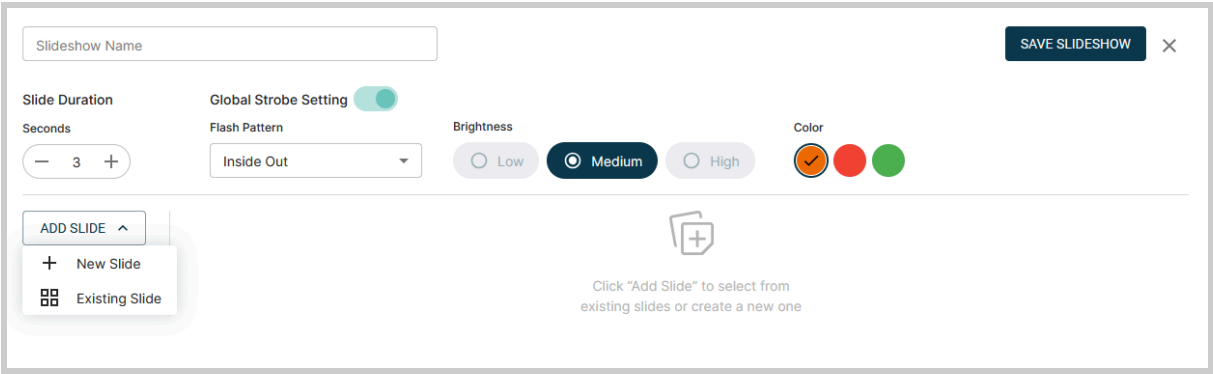 Slideshow Name
SAVE SLIDESHOW
Slide Duration
Global Strobe Setting
Seconds
Flash Pattern
Brightness
Color
3
Inside Out
Low
Medium
High
ADD SLIDE
New Slide
Existing Slide
Click “Add Slide” to select from
existing slides or create a new one